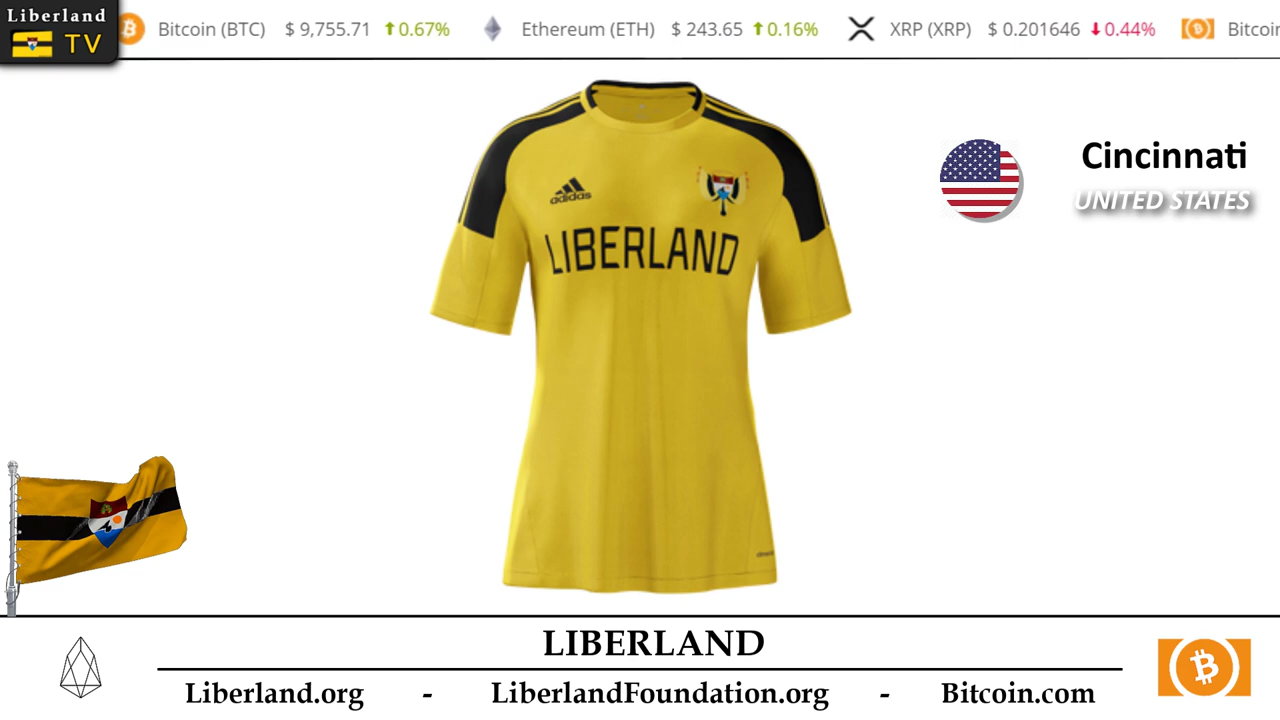 Liberland
TV
Bitcoin (BTC) $ 9,755.71 0.67% Ethereum (ETH) $ 243.65 0.16% XRP (XRP) $ 0.201646 0.44%
Cincinnati
UNITED STATES
adidas
LIBERLAND
LIBERLAND
Liberland.org - LiberlandFoundation.org - Bitcoin.com